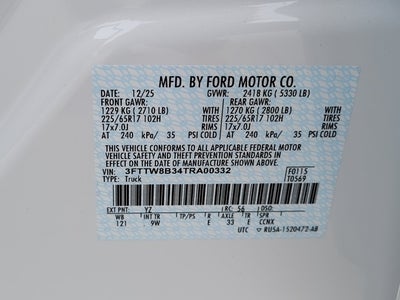 MFD. BY FORD MOTOR CO.
DATE: 12/25 GVWR: 2418 KG ( 5330 LB)
FRONT GAWR: REAR GAWR:
1229 KG ( 2710 LB) 1270 KG ( 2800 LB)
225/65R17 102H TIRES 225/65R17 102H TIRES
17x7.0J RIMS 17x7.0J RIMS
AT 240 kPa/ 35 PSI COLD AT 240 kPa/ 35 PSI COLD
THIS VEHICLE CONFORMS TO ALL APPLICABLE FEDERAL MOTOR
VEHICLE SAFETY AND THEFT PREVENTION STANDARDS IN EFFECT ON THE DATE OF MANUFACTURE SHOWN ABOVE.
VIN: 3FTTW8B34TRA00332 F0115
TYPE: Truck T0569
EXT PNT: YZ RC: 56 DSO:
WB INT TR TP/PS R AXLE TR SPR
121 9W E 33 E CCNX
UTC RU5A-1520472-AB